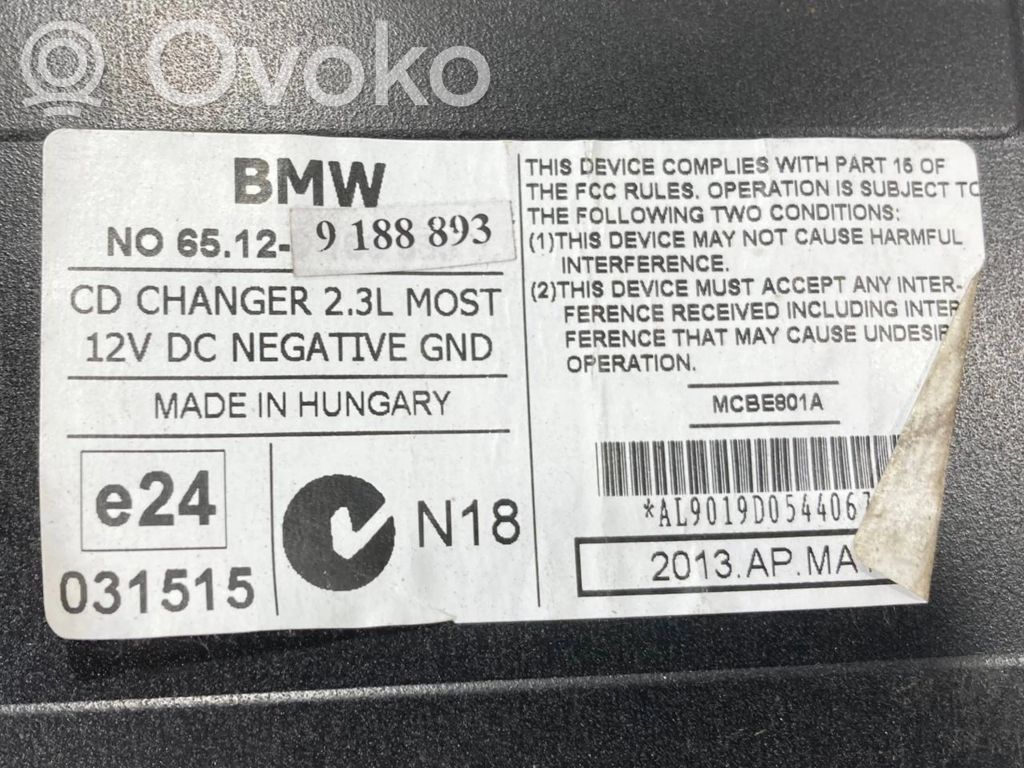 Ovoko
BMW
NO 65.12- 9 188 893
CD CHANGER 2.3L MOST
12V DC NEGATIVE GND
MADE IN HUNGARY
e24
031515
N18
THIS DEVICE COMPLIES WITH PART 15 OF
THE FCC RULES. OPERATION IS SUBJECT TO
THE FOLLOWING TWO CONDITIONS:
(1)THIS DEVICE MAY NOT CAUSE HARMFUL
INTERFERENCE.
(2)THIS DEVICE MUST ACCEPT ANY INTER-
FERENCE RECEIVED INCLUDING INTER
FERENCE THAT MAY CAUSE
OPERATION.
MCBE801A
2013.AP.MA